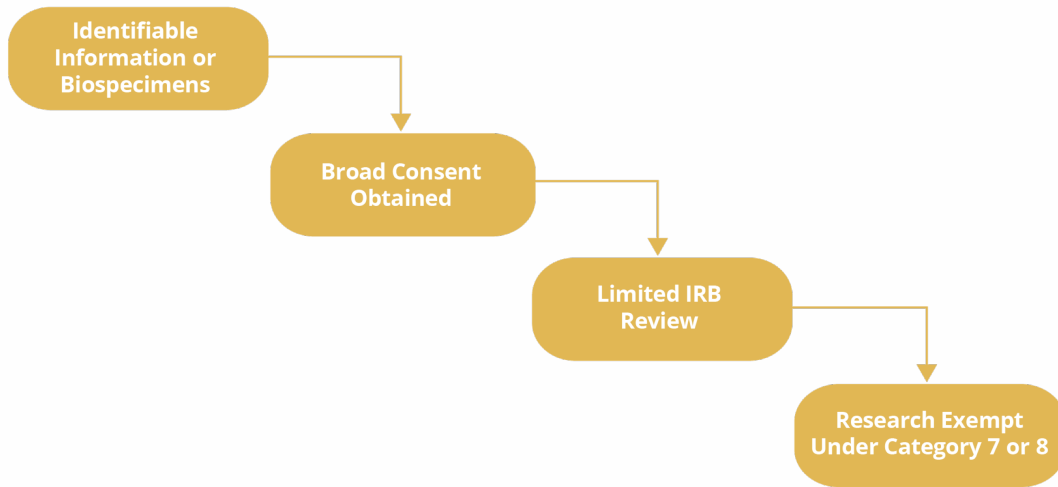 Identifiable
Information or
Biospecimens
Broad Consent
Obtained
Limited IRB
Review
Research Exempt
Under Category 7 or 8